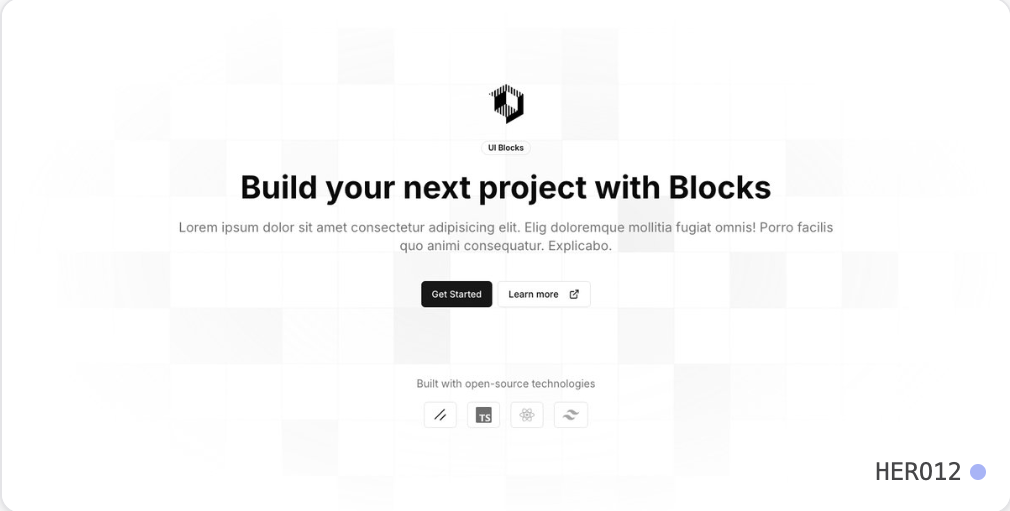 UI Blocks
Build your next project with Blocks
Lorem ipsum dolor sit amet consectetur adipisicing elit. Elig doloremque mollitia fugiat omnis! Porro facilis
quo animi consequatur. Explicabo.
Get Started
Learn more
Built with open-source technologies
TS
HERO12